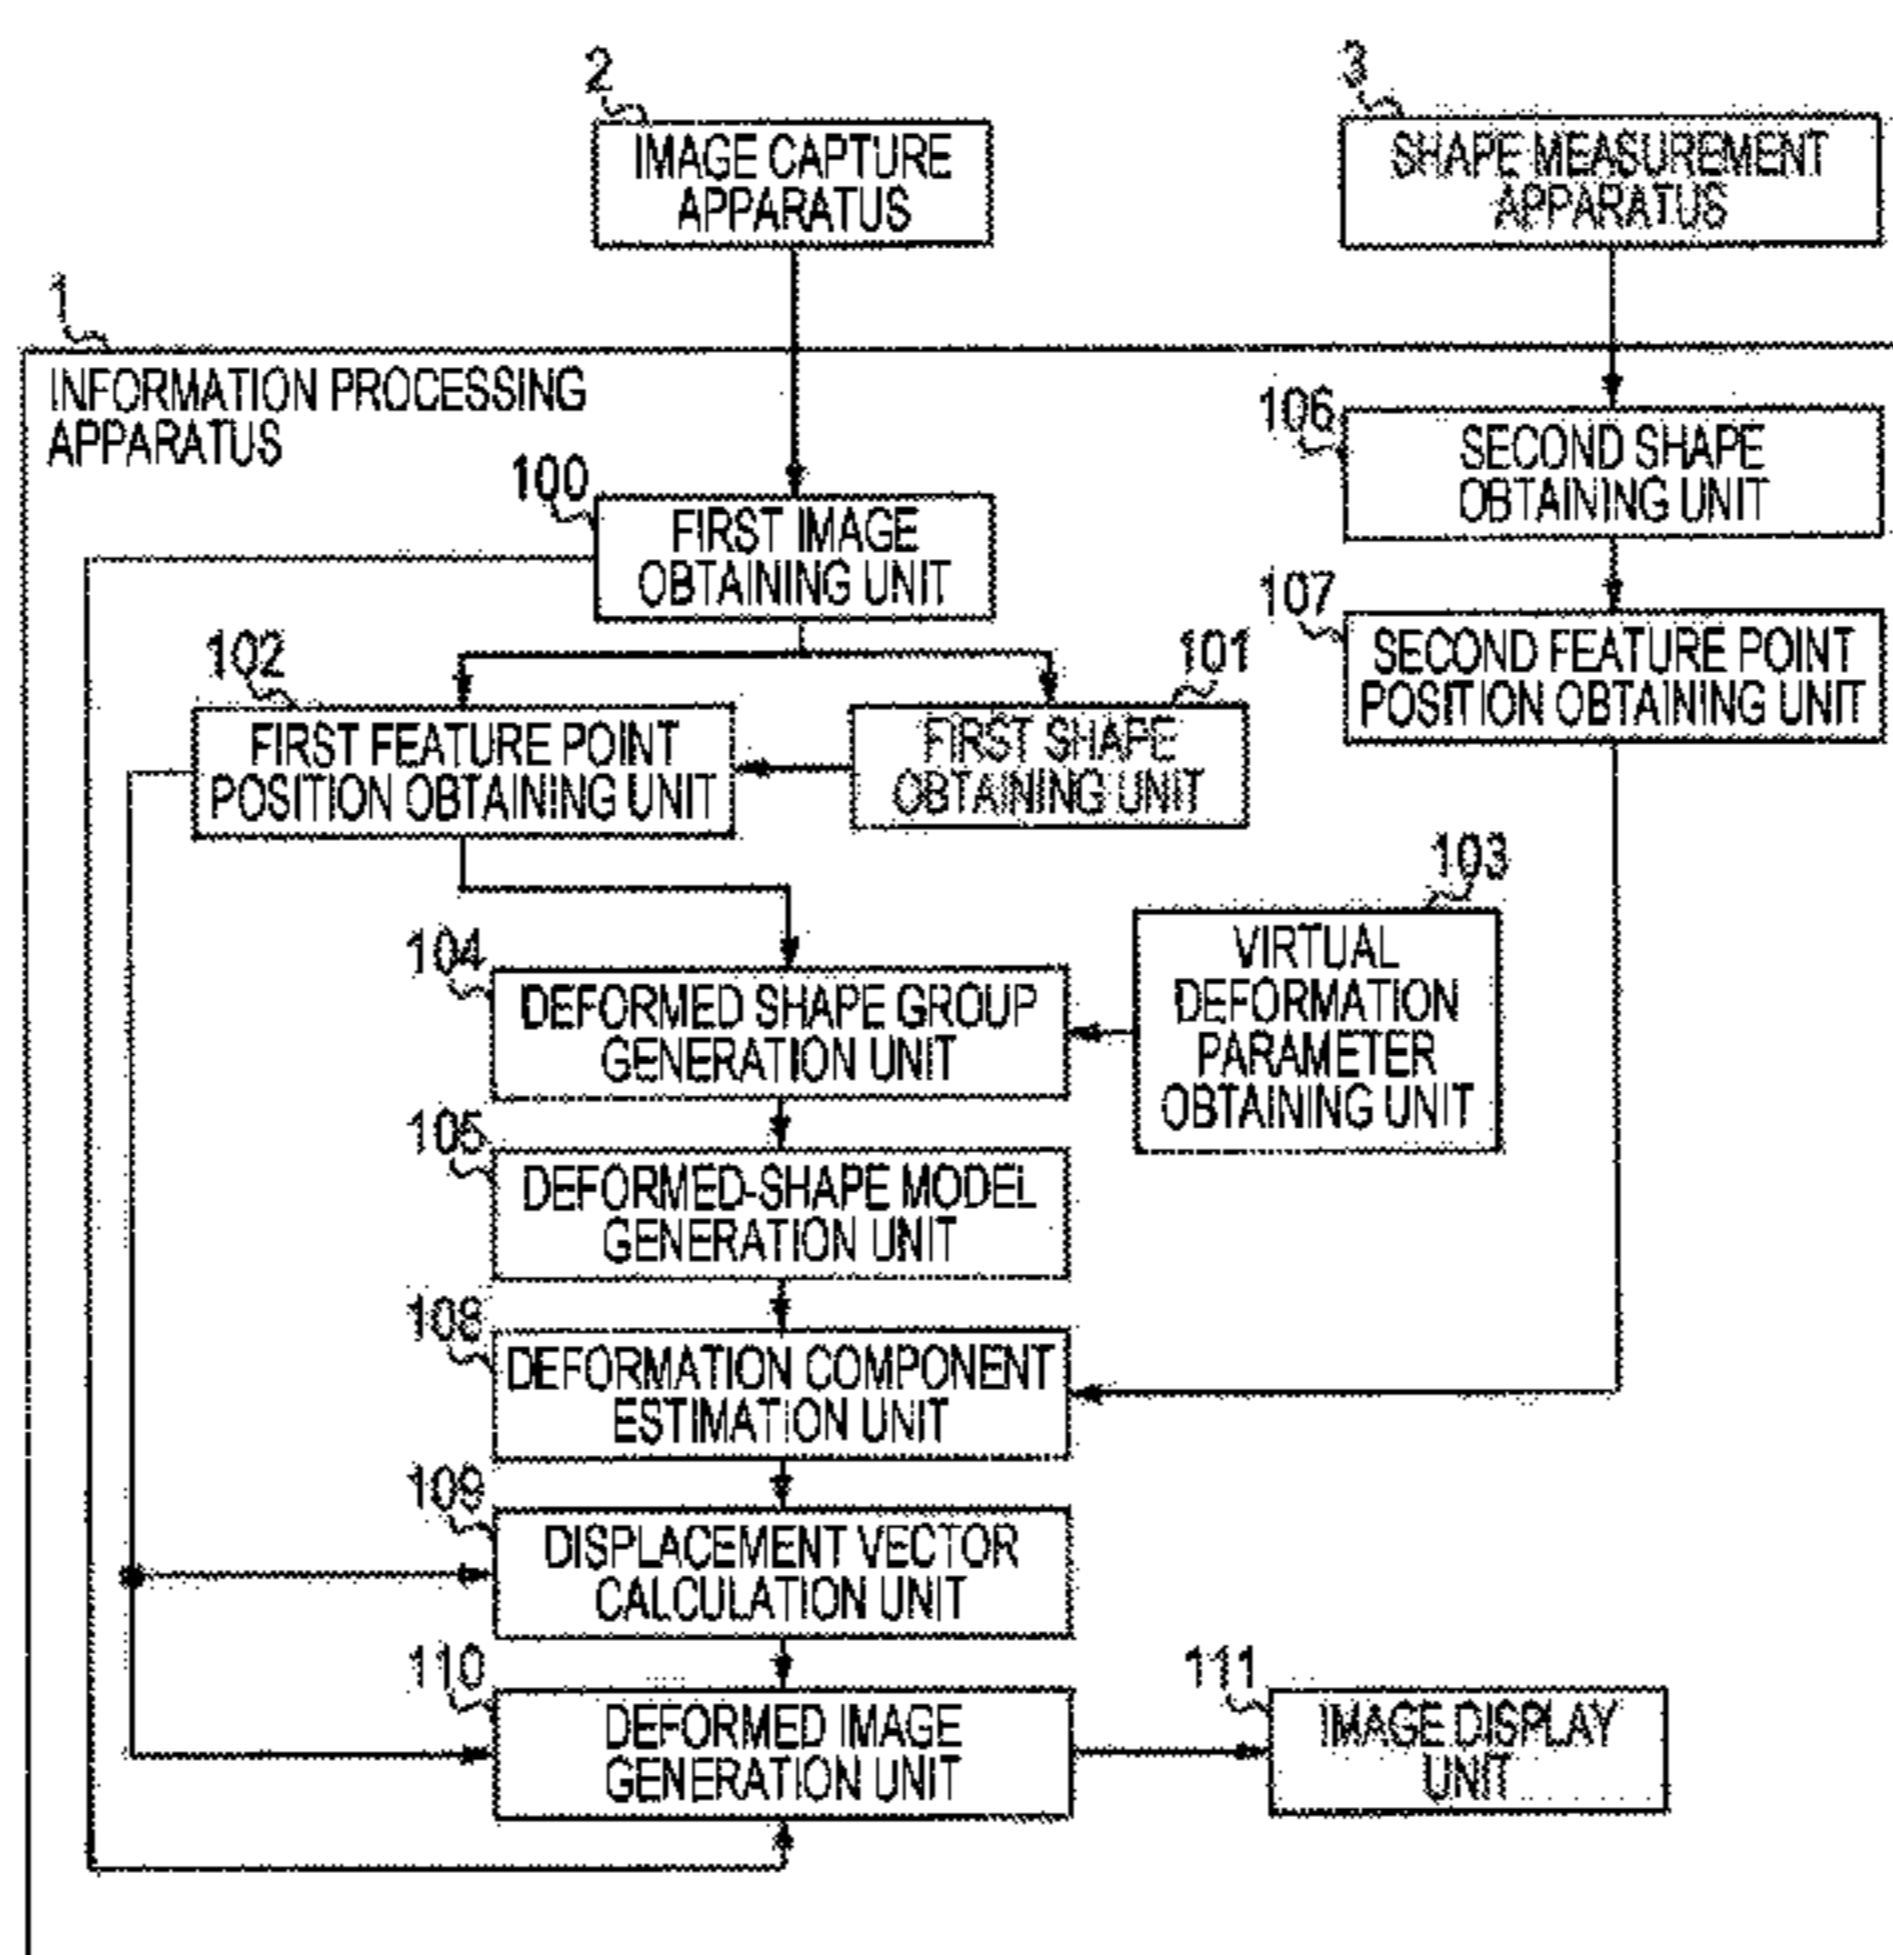 2
IMAGE CAPTURE
APPARATUS
3
SHAPE MEASUREMENT
APPARATUS
1
INFORMATION PROCESSING
APPARATUS
100
FIRST IMAGE
OBTAINING UNIT
106
SECOND SHAPE
OBTAINING UNIT
107
SECOND FEATURE POINT
POSITION OBTAINING UNIT
102
FIRST FEATURE POINT
POSITION OBTAINING UNIT
101
FIRST SHAPE
OBTAINING UNIT
103
VIRTUAL
DEFORMATION
PARAMETER
OBTAINING UNIT
104
DEFORMED SHAPE GROUP
GENERATION UNIT
105
DEFORMED-SHAPE MODEL
GENERATION UNIT
108
DEFORMATION COMPONENT
ESTIMATION UNIT
109
DISPLACEMENT VECTOR
CALCULATION UNIT
110
DEFORMED IMAGE
GENERATION UNIT
111
IMAGE DISPLAY
UNIT